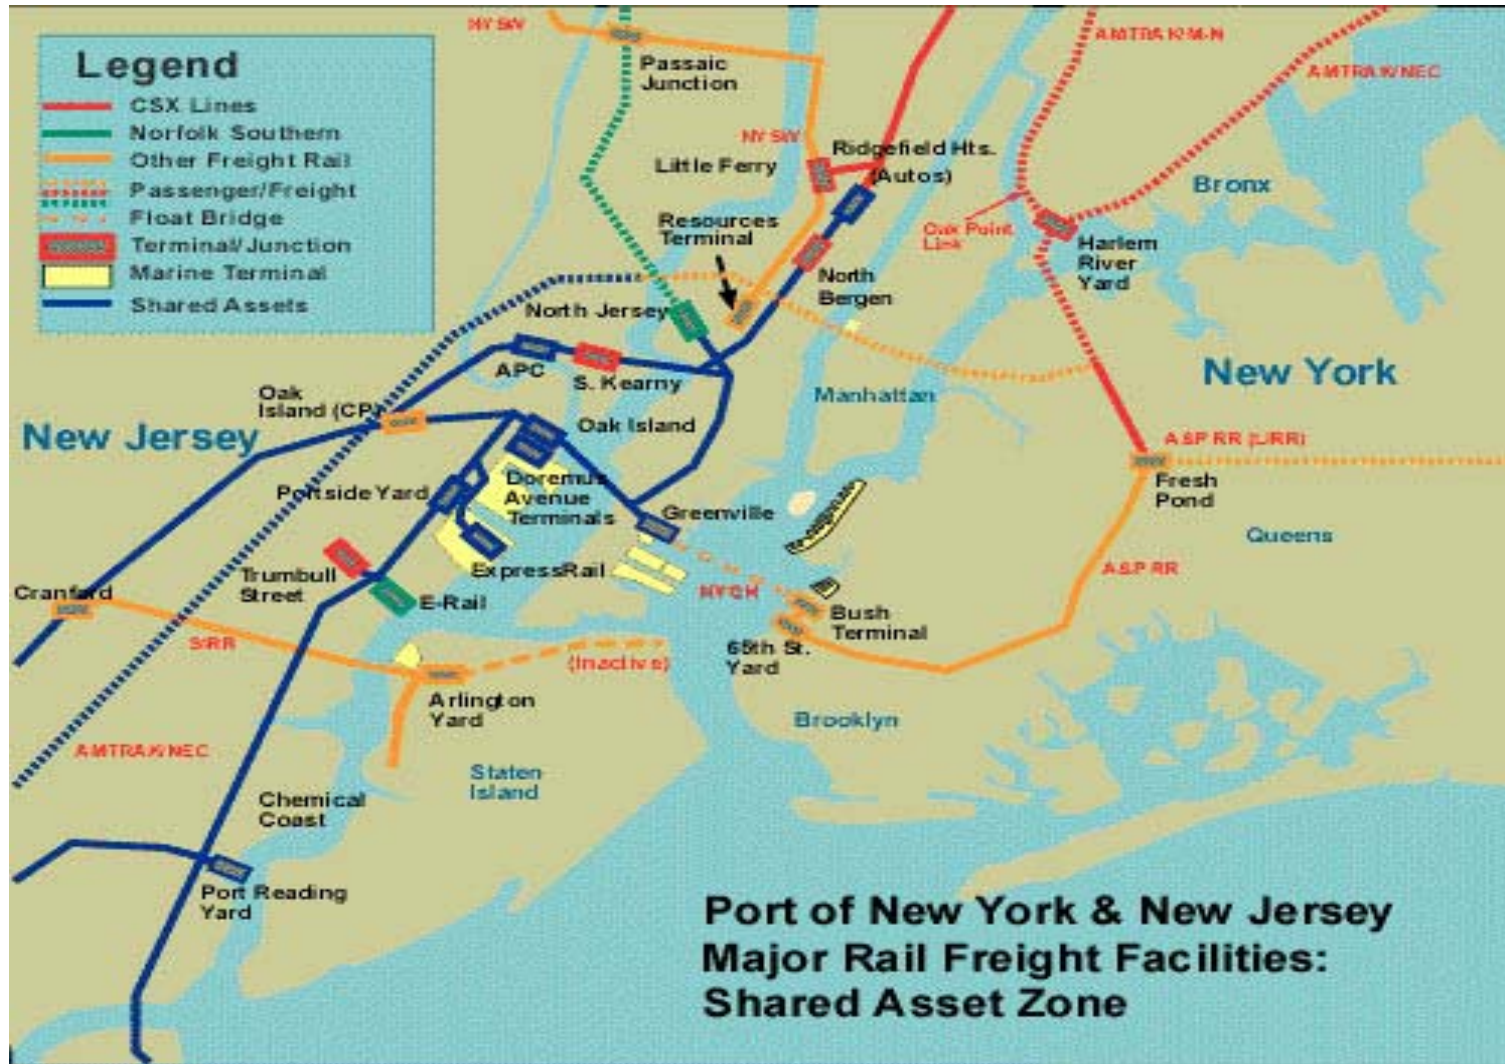 Legend
CSX Lines
Norfolk Southern
Other Freight Rail
Passenger/Freight
Float Bridge
Terminal/Junction
Marine Terminal
Shared Assets
NYSW
Passaic
Junction
NYSW
Little Ferry
Ridgefield Hts.
(Autos)
Resources
Terminal
North
Bergen
North Jersey
AMTRAK/M-N
AMTRAK/NEC
Bronx
Oak Point
Link
Harlem
River
Yard
APC
S. Kearny
Oak
Island (CP)
New Jersey
Oak Island
Manhattan
New York
ASP RR (LIRR)
Fresh
Pond
Queens
Portside Yard
Doremus
Avenue
Terminals
Greenville
ExpressRail
ASP RR
Trumbull
Street
E-Rail
Cranford
Bush
Terminal
65th St.
Yard
SIRR
(Inactive)
Arlington
Yard
Brooklyn
AMTRAK/NEC
Staten
Island
Chemical
Coast
Port Reading
Yard
Port of New York & New Jersey
Major Rail Freight Facilities:
Shared Asset Zone